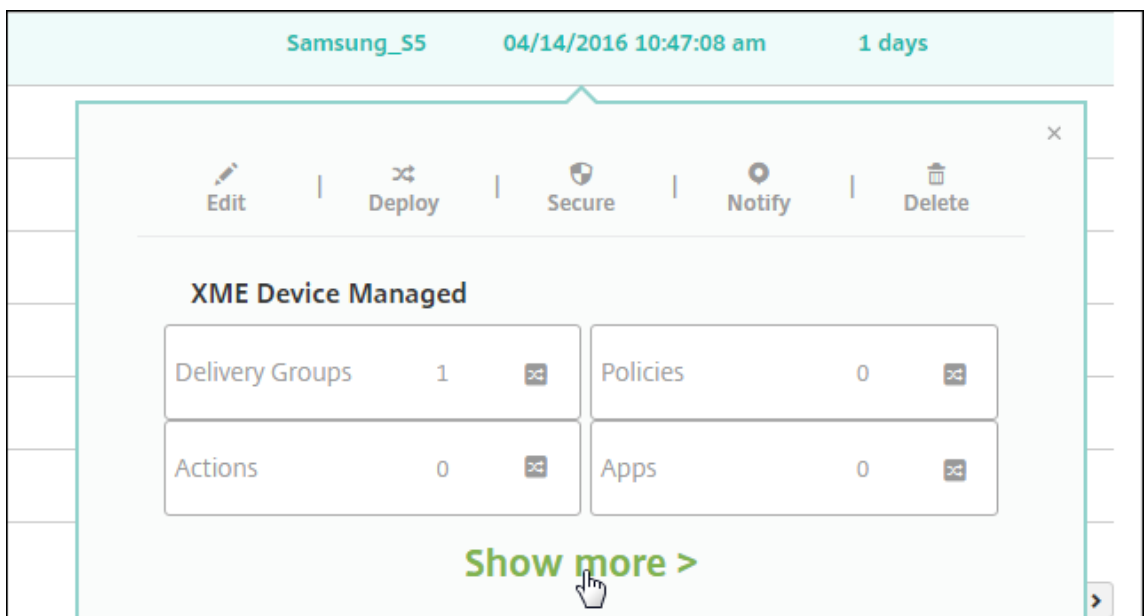 Samsung_S5 04/14/2016 10:47:08 am 1 days
×
Edit | Deploy | Secure | Notify | Delete
XME Device Managed
Delivery Groups 1 Policies 0
Actions 0 Apps 0
Show more >
>